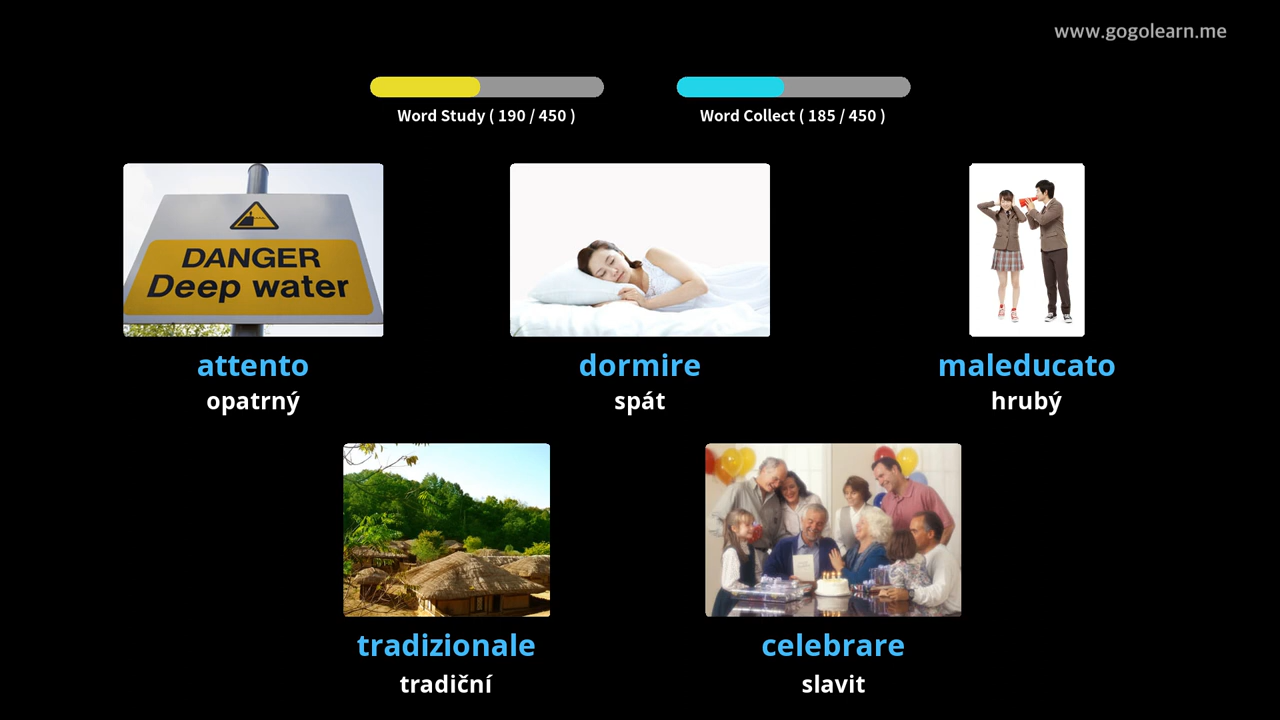 www.gogolearn.me
Word Study ( 190 / 450 )
Word Collect ( 185 / 450 )
DANGER
Deep water
attento
opatrný
dormire
spát
maleducato
hrubý
tradizionale
tradiční
celebrare
slavit